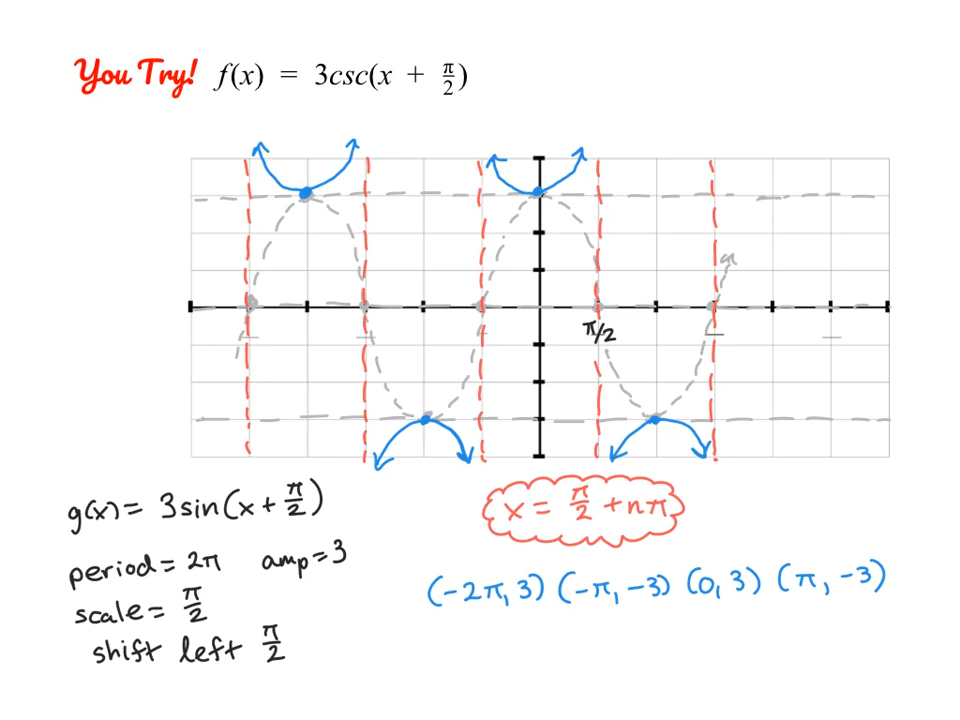 You Try! f(x) = 3csc(x + π/2)
π/2
g(x) = 3sin(x + π/2)
x = π/2 + nπ
period = 2π amp = 3
(-2π, 3) (-π, -3) (0, 3) (π, -3)
scale = π/2
shift left π/2